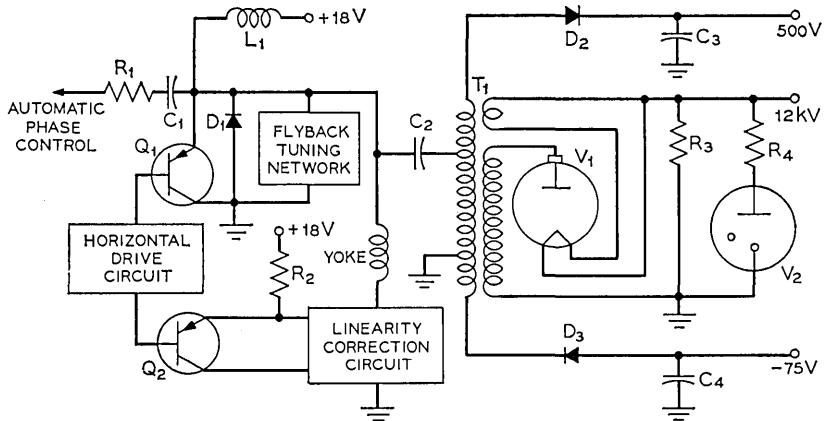 +18V
L1
D2
C3
500V
R1
C1
AUTOMATIC
PHASE
CONTROL
D1
FLYBACK
TUNING
NETWORK
C2
T1
12kV
V1
R3
R4
Q1
+18V
HORIZONTAL
DRIVE
CIRCUIT
R2
YOKE
V2
Q2
LINEARITY
CORRECTION
CIRCUIT
D3
C4
-75V